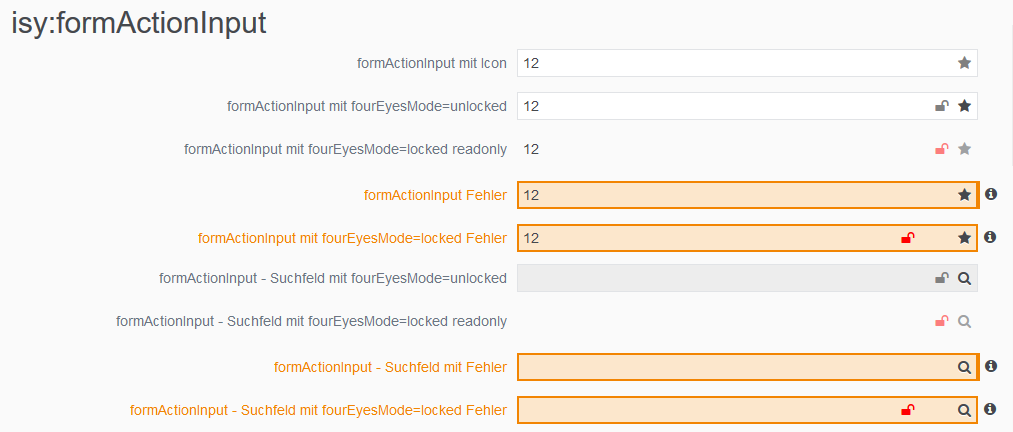 isy:formActionInput
formActionInput mit Icon 12
formActionInput mit fourEyesMode=unlocked 12
formActionInput mit fourEyesMode=locked readonly 12
formActionInput Fehler 12
formActionInput mit fourEyesMode=locked Fehler 12
formActionInput - Suchfeld mit fourEyesMode=unlocked
formActionInput - Suchfeld mit fourEyesMode=locked readonly
formActionInput - Suchfeld mit Fehler
formActionInput - Suchfeld mit fourEyesMode=locked Fehler